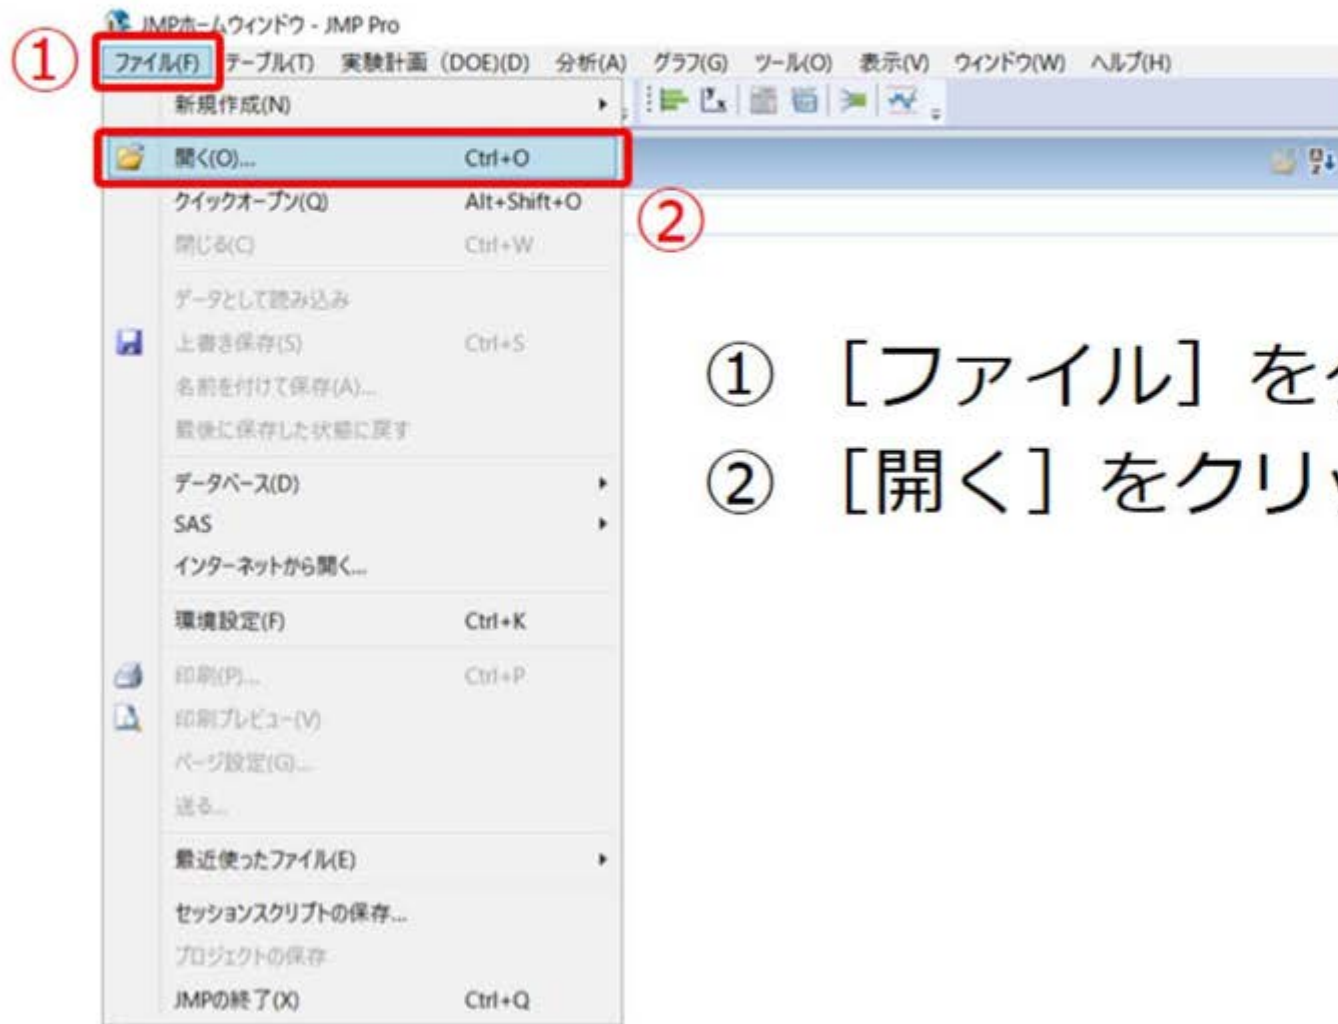 JMPホームウィンドウ - JMP Pro
① ファイル(F) テーブル(T) 実験計画（DOE)(D) 分析(A) グラフ(G) ツール(O) 表示(V) ウィンドウ(W) ヘルプ(H)
新規作成(N)
開く(O)... Ctrl+O
クイックオープン(Q) Alt+Shift+O
②
閉じる(C) Ctrl+W
データとして読み込み
上書き保存(S) Ctrl+S
名前を付けて保存(A)...
最後に保存した状態に戻す
データベース(D)
SAS
インターネットから開く...
環境設定(F) Ctrl+K
印刷(P)... Ctrl+P
印刷プレビュー(V)
ページ設定(G)...
送る...
最近使ったファイル(E)
セッションスクリプトの保存...
プロジェクトの保存
JMPの終了(X) Ctrl+Q
① ［ファイル］を
② ［開く］をクリ